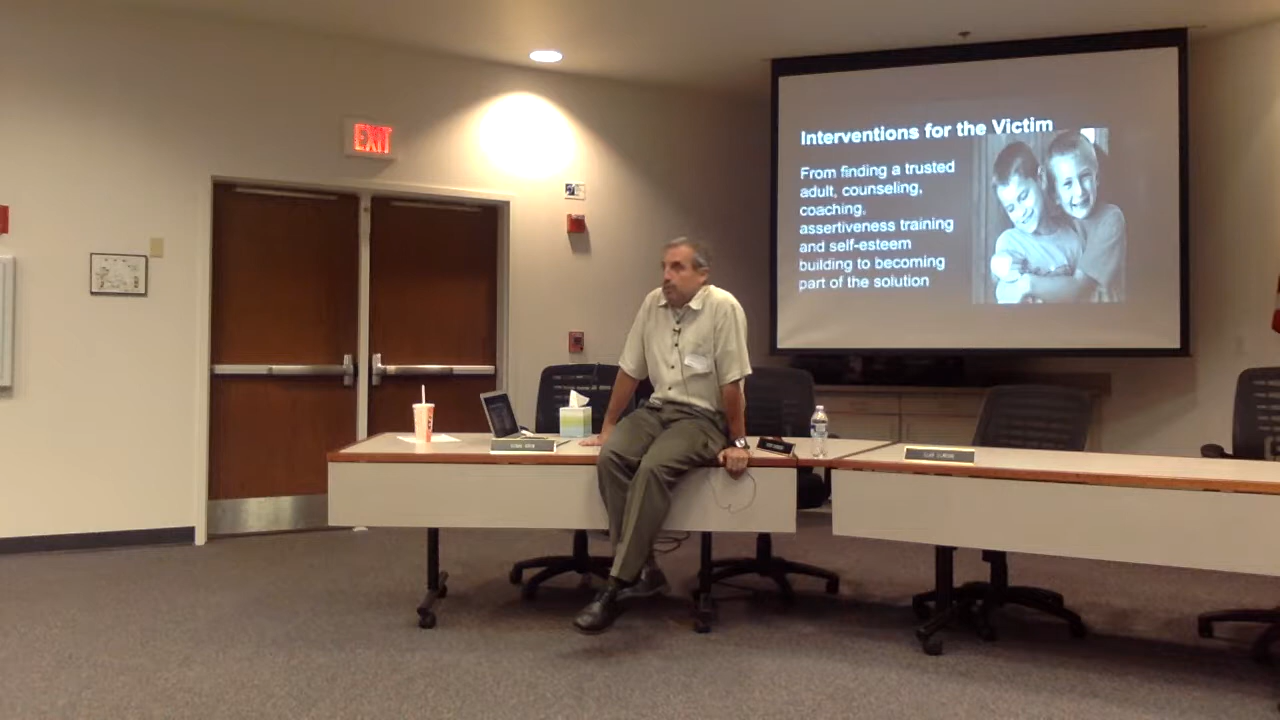 EXIT
Interventions for the Victim
From finding a trusted
adult, counseling,
coaching,
assertiveness training
and self-esteem
building to becoming
part of the solution